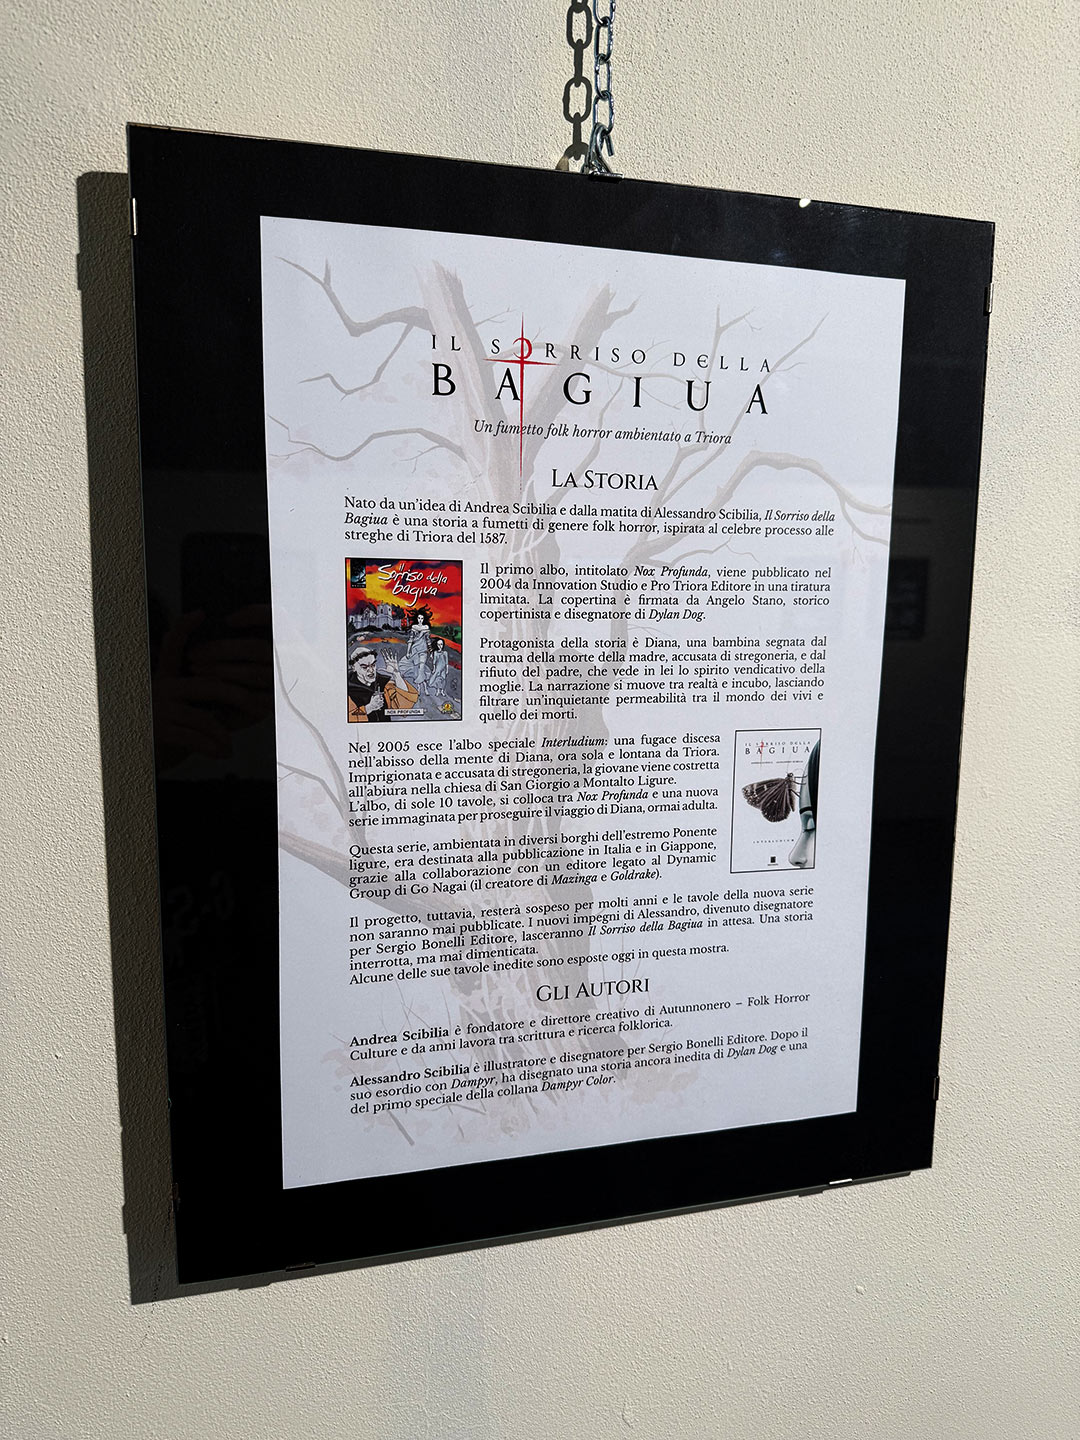 IL SORRISO DELLA
BAGIUA
Un fumetto folk horror ambientato a Triora
LA STORIA
Nato da un'idea di Andrea Scibilia e dalla matita di Alessandro Scibilia, Il Sorriso della
Bagiua è una storia a fumetti di genere folk horror, ispirata al celebre processo alle
streghe di Triora del 1587.
il
Sorriso della
bagiua
NOX PROFUNDA
Il primo albo, intitolato Nox Profunda, viene pubblicato nel
2004 da Innovation Studio e Pro Triora Editore in una tiratura
limitata. La copertina è firmata da Angelo Stano, storico
copertinista e disegnatore di Dylan Dog.
Protagonista della storia è Diana, una bambina segnata dal
trauma della morte della madre, accusata di stregoneria, e dal
rifiuto del padre, che vede in lei lo spirito vendicativo della
moglie. La narrazione si muove tra realtà e incubo, lasciando
filtrare un'inquietante permeabilità tra il mondo dei vivi e
quello dei morti.
Nel 2005 esce l'albo speciale Interludium: una fugace discesa
nell'abisso della mente di Diana, ora sola e lontana da Triora.
Imprigionata e accusata di stregoneria, la giovane viene costretta
all'abiura nella chiesa di San Giorgio a Montalto Ligure.
L'albo, di sole 10 tavole, si colloca tra Nox Profunda e una nuova
serie immaginata per proseguire il viaggio di Diana, ormai adulta.
IL SORRISO DELLA
BAGIUA
INTERLUDIUM
Questa serie, ambientata in diversi borghi dell'estremo Ponente
ligure, era destinata alla pubblicazione in Italia e in Giappone,
grazie alla collaborazione con un editore legato al Dynamic
Group di Go Nagai (il creatore di Mazinga e Goldrake).
Il progetto, tuttavia, resterà sospeso per molti anni e le tavole della nuova serie
non saranno mai pubblicate. I nuovi impegni di Alessandro, divenuto disegnatore
per Sergio Bonelli Editore, lasceranno Il Sorriso della Bagiua in attesa. Una storia
interrotta, ma mai dimenticata.
Alcune delle sue tavole inedite sono esposte oggi in questa mostra.
GLI AUTORI
Andrea Scibilia è fondatore e direttore creativo di Autunnonero – Folk Horror
Culture e da anni lavora tra scrittura e ricerca folklorica.
Alessandro Scibilia è illustratore e disegnatore per Sergio Bonelli Editore. Dopo il
suo esordio con Dampyr, ha disegnato una storia ancora inedita di Dylan Dog e una
del primo speciale della collana Dampyr Color.